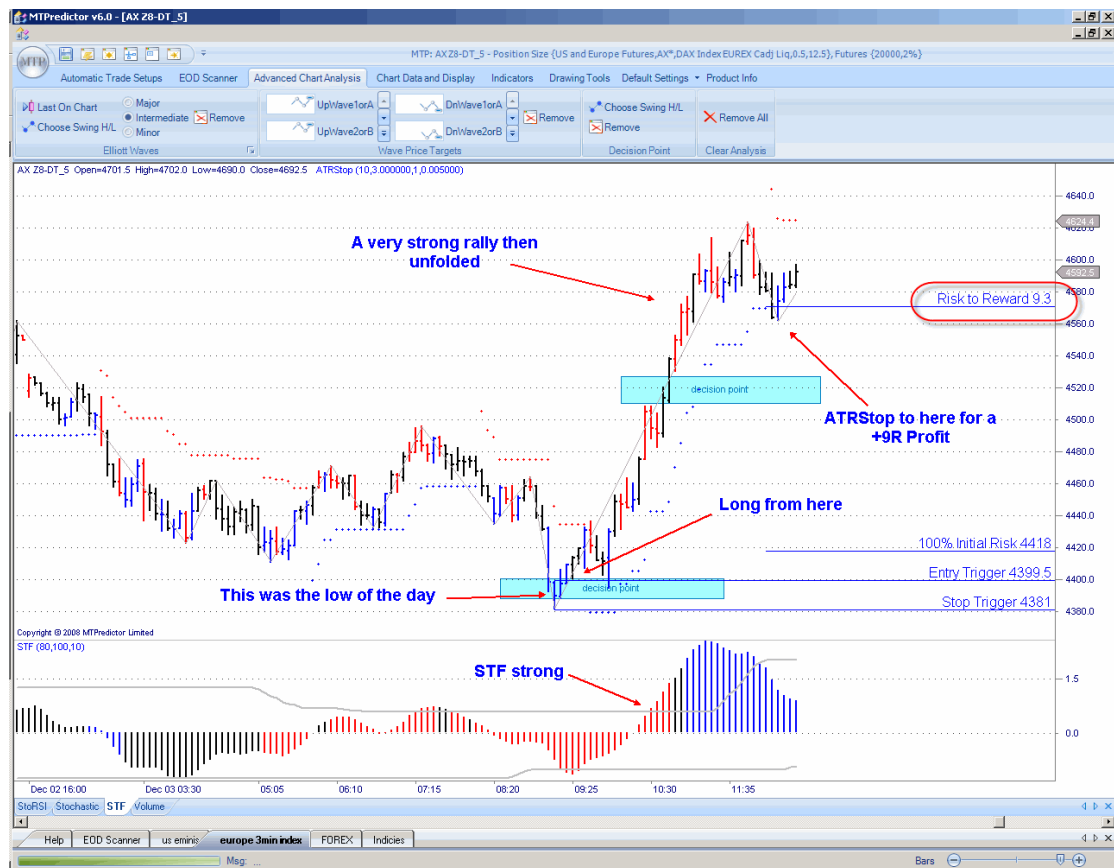 MTPredictor v6.0 - [AX Z8-DT_5]
MTP
MTP: AX Z8-DT_5 - Position Size {US and Europe Futures,AX*,DAX Index EUREX Cadj Liq,0.5,12.5}, Futures {20000,2%}
Automatic Trade Setups EOD Scanner Advanced Chart Analysis Chart Data and Display Indicators Drawing Tools Default Settings Product Info
Last On Chart
Choose Swing H/L
Major
Intermediate
Minor
Remove
Elliott Waves
UpWave1orA
UpWave2orB
DnWave1orA
DnWave2orB
Remove
Wave Price Targets
Choose Swing H/L
Remove
Decision Point
Remove All
Clear Analysis
AX Z8-DT_5 Open=4701.5 High=4702.0 Low=4690.0 Close=4692.5 ATRStop (10,3.000000,1,0.005000)
4640.0
4624.4
4620.0
4600.0
4592.5
4580.0
4560.0
4540.0
4520.0
4500.0
4480.0
4460.0
4440.0
4420.0
4400.0
4380.0
A very strong rally then
unfolded
Risk to Reward 9.3
decision point
ATRStop to here for a
+9R Profit
Long from here
100% Initial Risk 4418
Entry Trigger 4399.5
decision point
This was the low of the day
Stop Trigger 4381
Copyright © 2008 MTPredictor Limited
STF (80,100,10)
STF strong
1.5
0.0
Dec 02 16:00 Dec 03 03:30 05:05 06:10 07:15 08:20 09:25 10:30 11:35
StoRSI Stochastic STF Volume
Help EOD Scanner us eminis europe 3min index FOREX Indicies
Msg: ...
Bars